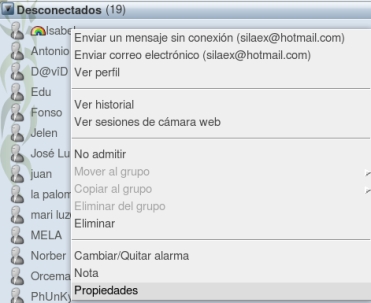 Desconectados (19)
Isabel
Enviar un mensaje sin conexión (silaex@hotmail.com)
Antonio
Enviar correo electrónico (silaex@hotmail.com)
D@vîD
Ver perfil
Edu
Ver historial
Fonso
Ver sesiones de cámara web
Jelen
José Lu
No admitir
juan
Mover al grupo
la palom
Copiar al grupo
Eliminar del grupo
mari luz
Eliminar
MELA
Norber
Cambiar/Quitar alarma
Orcema
Nota
PhUnKy
Propiedades